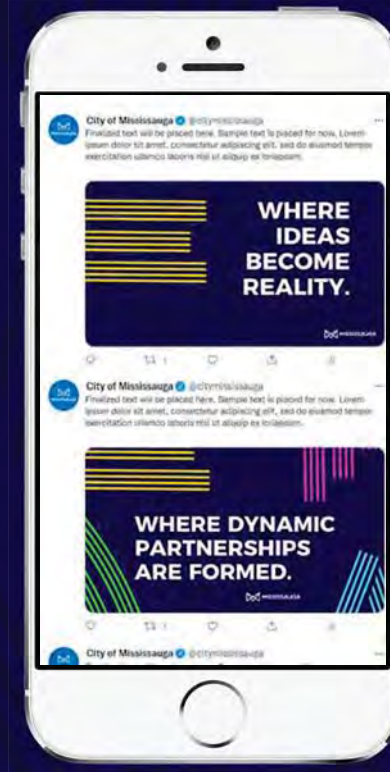 City of Mississauga @citymississauga
Finalized text will be placed here. Sample text is placed for now. Lorem
ipsum dolor sit amet, consectetur adipiscing elit, sed do eiusmod tempor
exercitation ullamco laboris nisi ut aliquip ex
WHERE
IDEAS
BECOME
REALITY.
MISSISSAUGA
1
City of Mississauga @citymississauga
Finalized text will be placed here. Sample text is placed for now. Lorem
ipsum dolor sit amet, consectetur adipiscing elit, sed do eiusmod tempor
exercitation ullamco laboris nisi ut aliquip ex
WHERE DYNAMIC
PARTNERSHIPS
ARE FORMED.
MISSISSAUGA
1
City of Mississauga @citymississauga